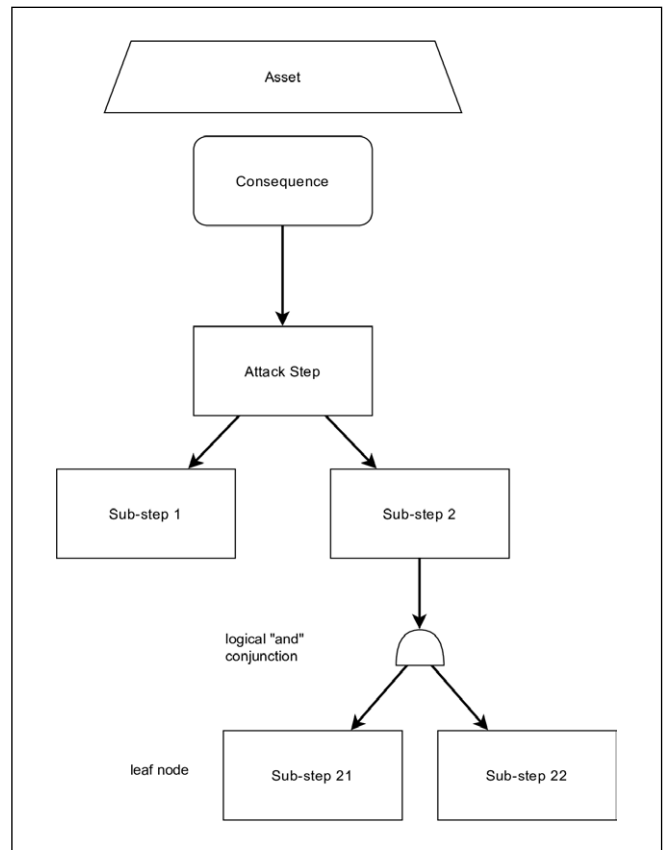 Asset
Consequence
Attack Step
Sub-step 1
Sub-step 2
logical "and"
conjunction
leaf node
Sub-step 21
Sub-step 22